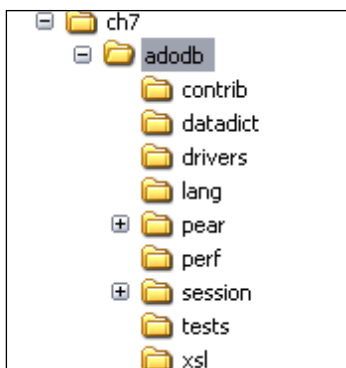 ch7
adodb
contrib
datadict
drivers
lang
pear
perf
session
tests
xsl